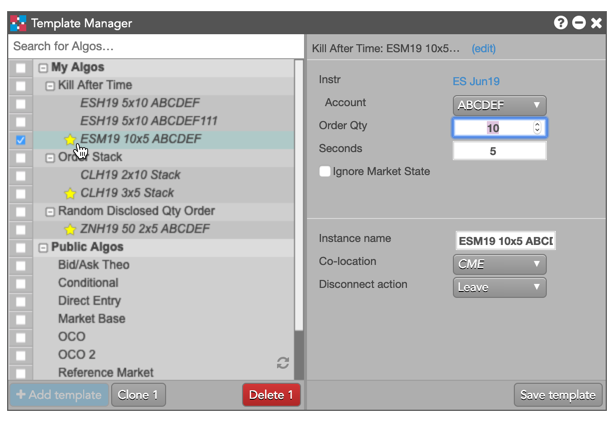 Template Manager
Search for Algos...
My Algos
Kill After Time
ESH19 5x10 ABCDEF
ESH19 5x10 ABCDEF111
ESM19 10x5 ABCDEF
Order Stack
CLH19 2x10 Stack
CLH19 3x5 Stack
Random Disclosed Qty Order
ZNH19 50 2x5 ABCDEF
Public Algos
Bid/Ask Theo
Conditional
Direct Entry
Market Base
OCO
OCO 2
Reference Market
+ Add template
Clone 1
Delete 1
Kill After Time: ESM19 10x5... (edit)
Instr ES Jun19
Account ABCDEF
Order Qty 10
Seconds 5
Ignore Market State
Instance name ESM19 10x5 ABCD
Co-location CME
Disconnect action Leave
Save template